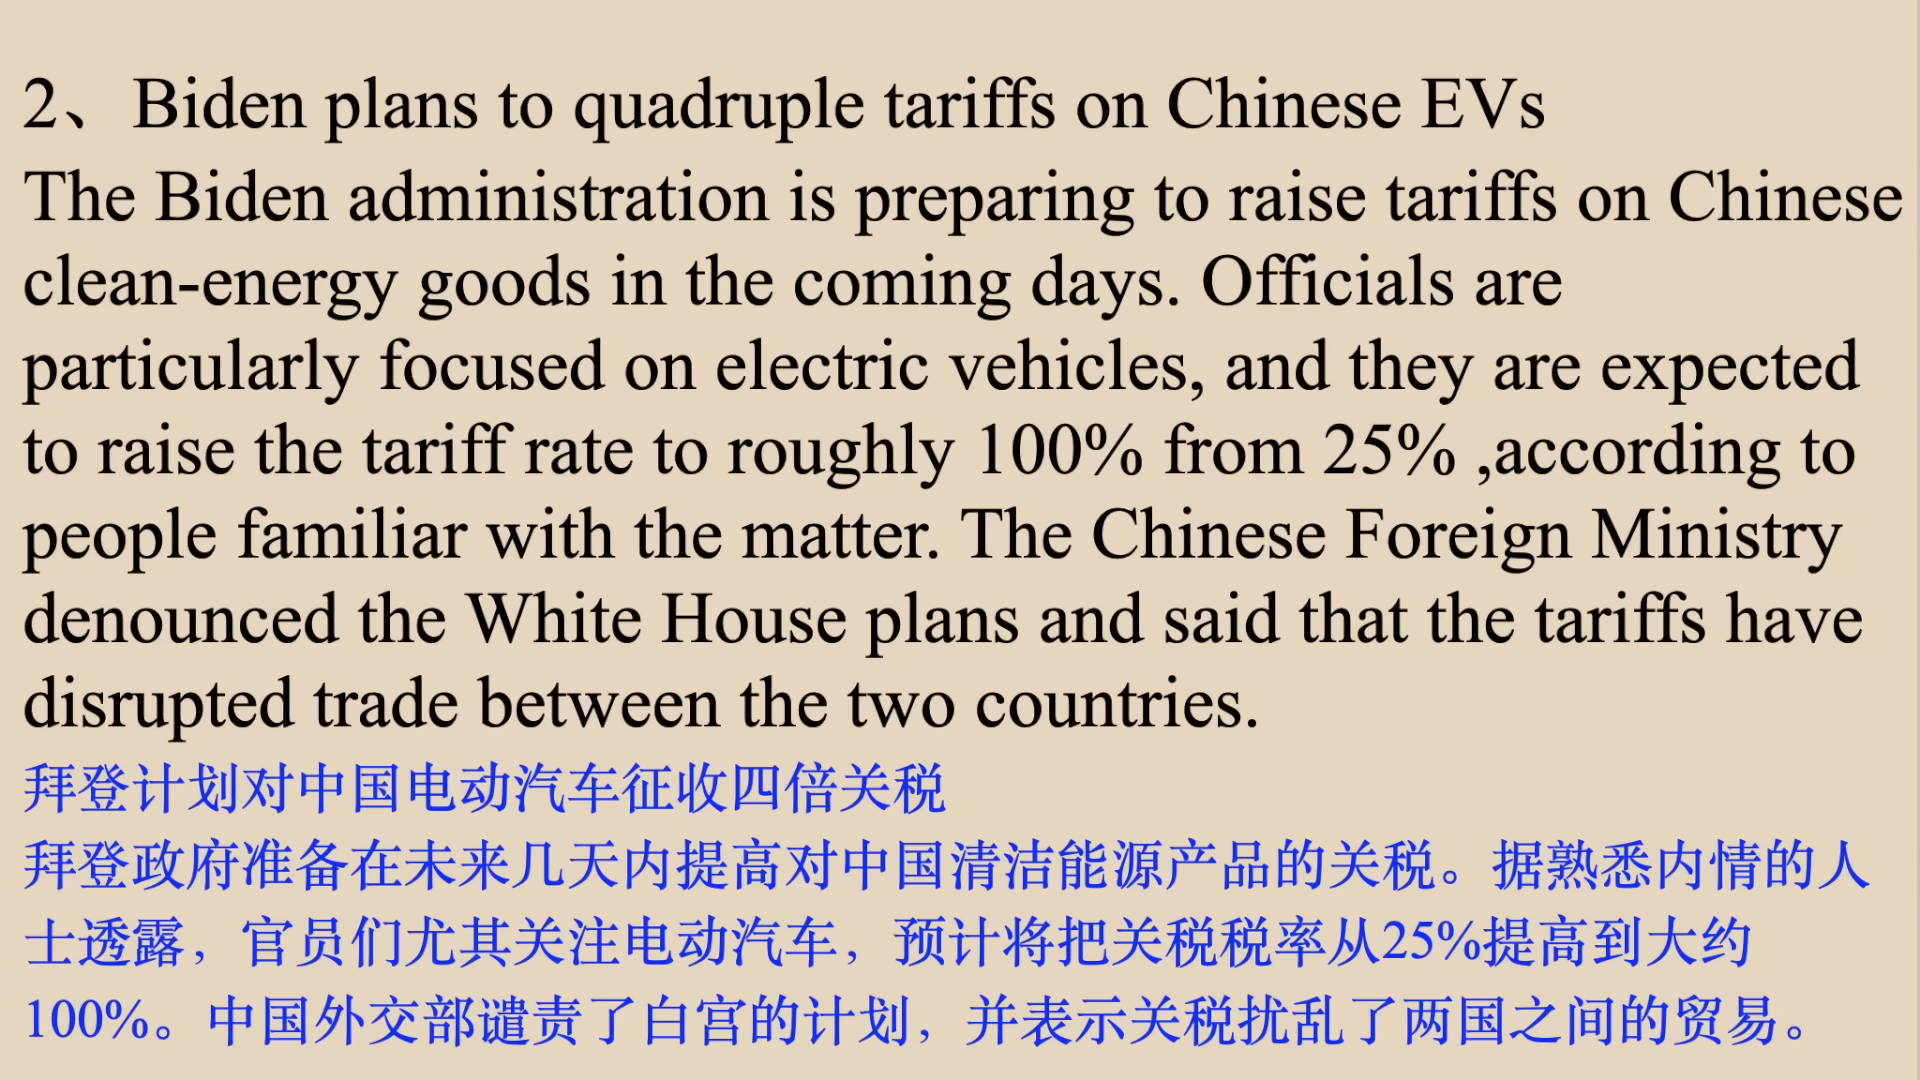 2、 Biden plans to quadruple tariffs on Chinese EVs
The Biden administration is preparing to raise tariffs on Chinese
clean-energy goods in the coming days. Officials are
particularly focused on electric vehicles, and they are expected
to raise the tariff rate to roughly 100% from 25% ,according to
people familiar with the matter. The Chinese Foreign Ministry
denounced the White House plans and said that the tariffs have
disrupted trade between the two countries.
拜登计划对中国电动汽车征收四倍关税
拜登政府准备在未来几天内提高对中国清洁能源产品的关税。据熟悉内情的人
士透露，官员们尤其关注电动汽车，预计将把关税税率从25%提高到大约
100%。中国外交部谴责了白宫的计划，并表示关税扰乱了两国之间的贸易。